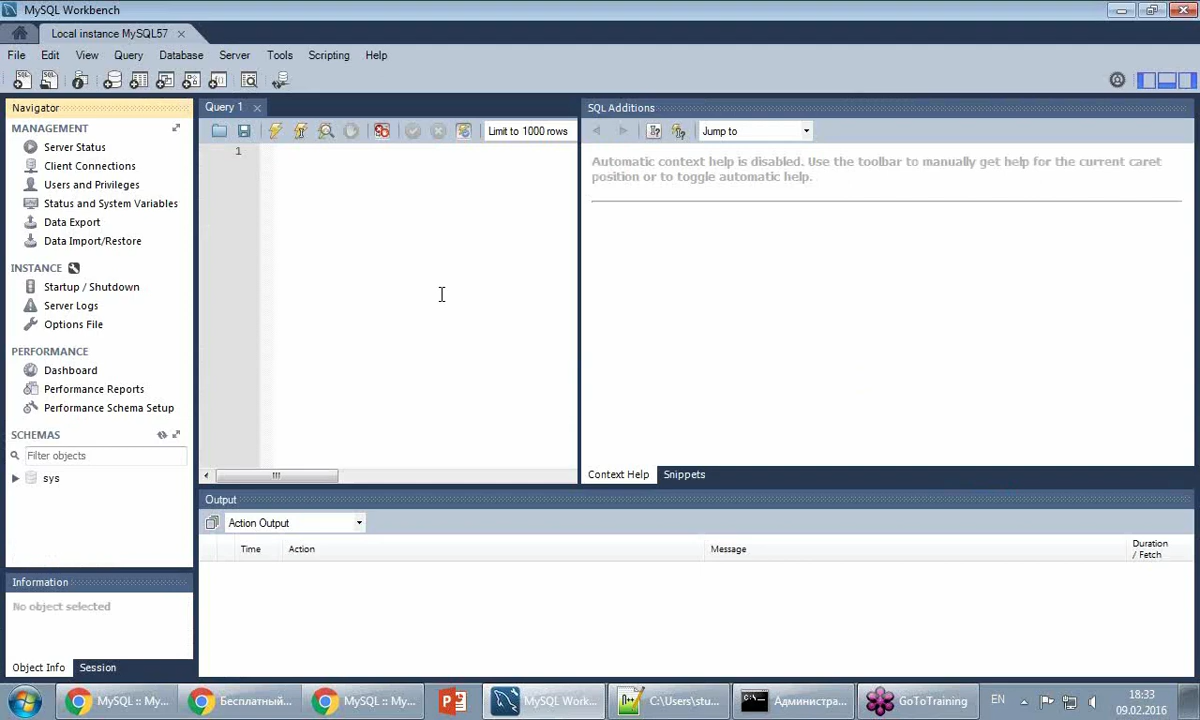 MySQL Workbench
Local instance MySQL57
File Edit View Query Database Server Tools Scripting Help
Navigator
MANAGEMENT
Server Status
Client Connections
Users and Privileges
Status and System Variables
Data Export
Data Import/Restore
INSTANCE
Startup / Shutdown
Server Logs
Options File
PERFORMANCE
Dashboard
Performance Reports
Performance Schema Setup
SCHEMAS
Filter objects
sys
Information
No object selected
Object Info Session
Query 1
Limit to 1000 rows
1
SQL Additions
Jump to
Automatic context help is disabled. Use the toolbar to manually get help for the current caret
position or to toggle automatic help.
Context Help Snippets
Output
Action Output
Time Action Message Duration
/ Fetch
MySQL :: My... Бесплатный... MySQL :: My... MySQL Work... C:\Users\stu... Администра... GoToTraining EN 18:33
09.02.2016